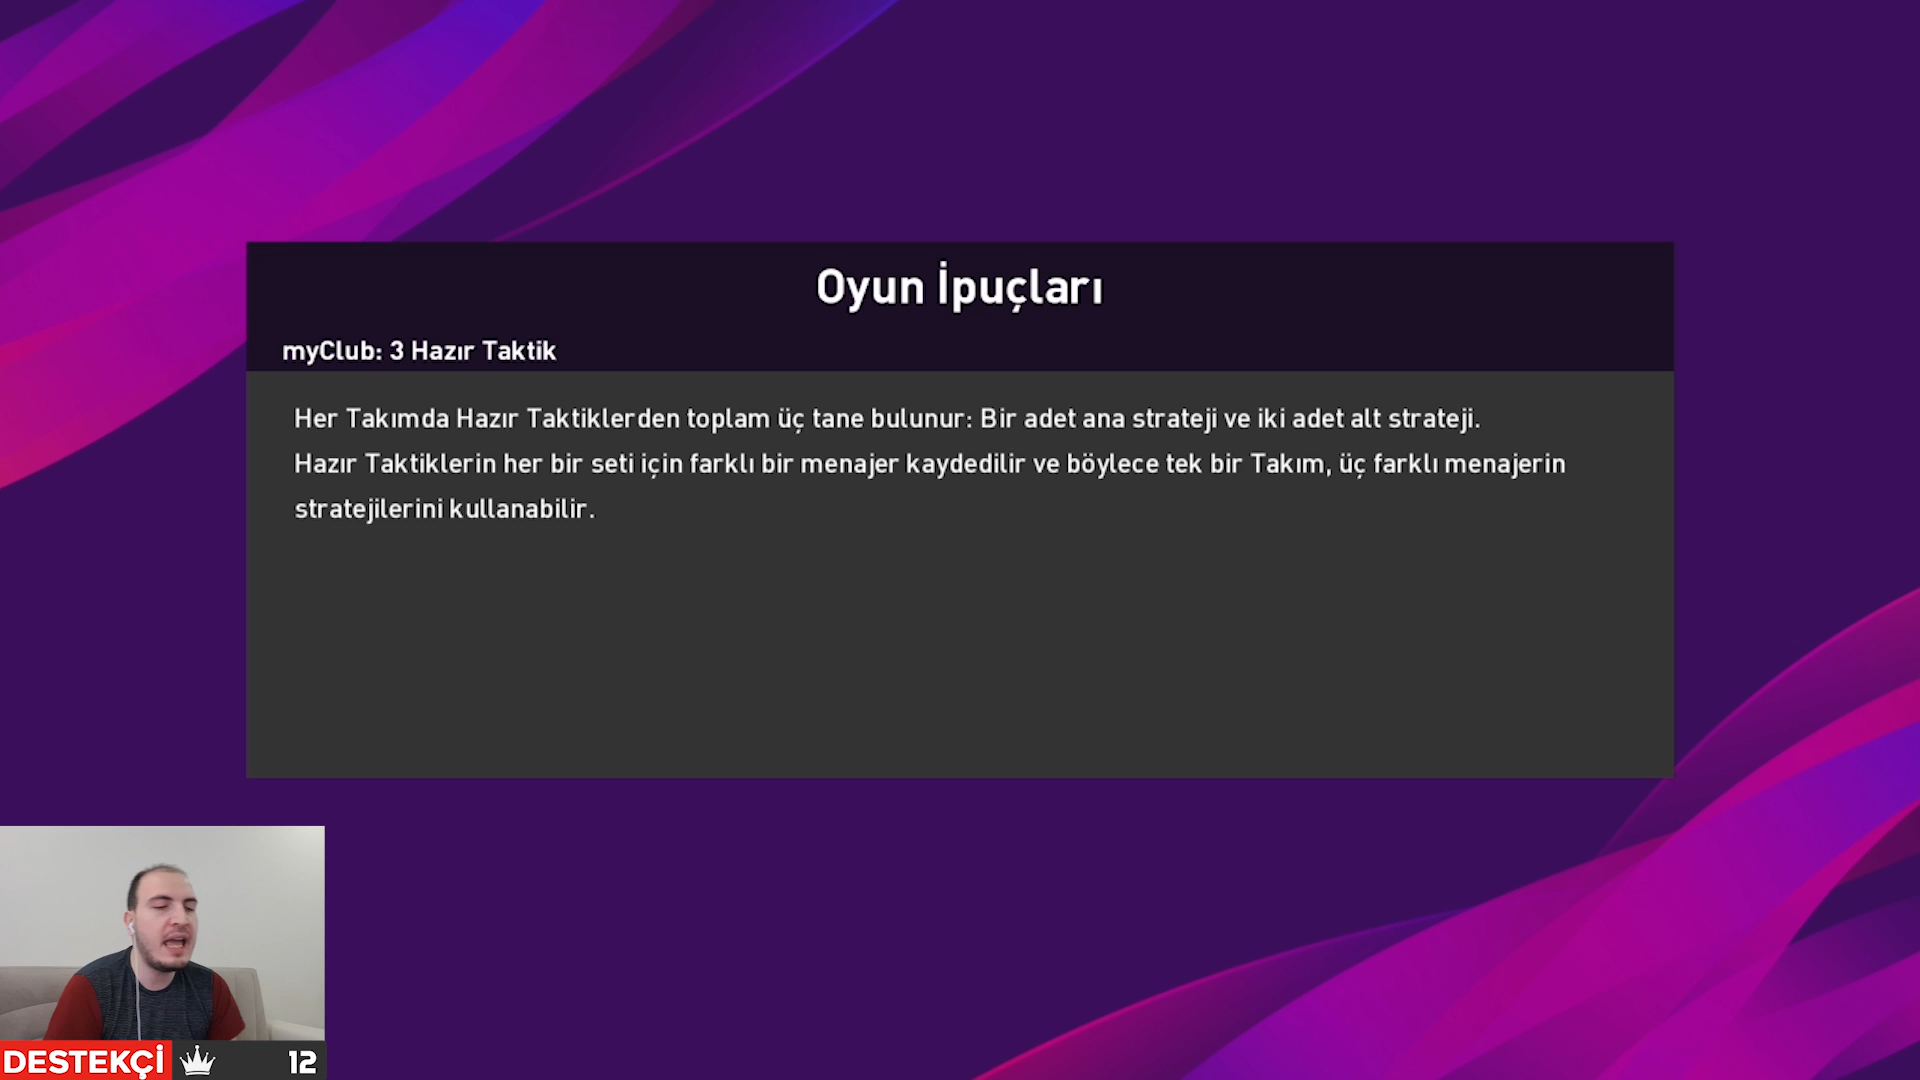 Oyun İpuçları
myClub: 3 Hazır Taktik
Her Takımda Hazır Taktiklerden toplam üç tane bulunur: Bir adet ana strateji ve iki adet alt strateji.
Hazır Taktiklerin her bir seti için farklı bir menajer kaydedilir ve böylece tek bir Takım, üç farklı menajerin
stratejilerini kullanabilir.
DESTEKÇİ 12